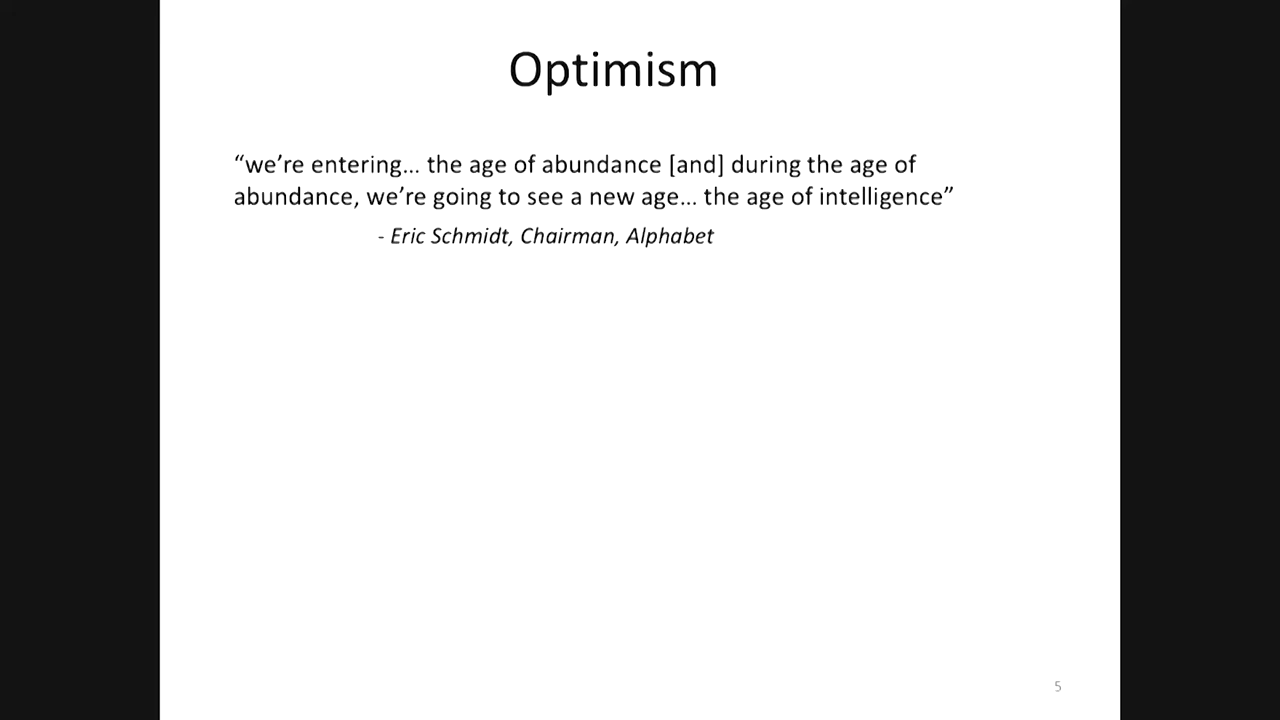 Optimism
“we’re entering… the age of abundance [and] during the age of
abundance, we’re going to see a new age… the age of intelligence”
- Eric Schmidt, Chairman, Alphabet
5